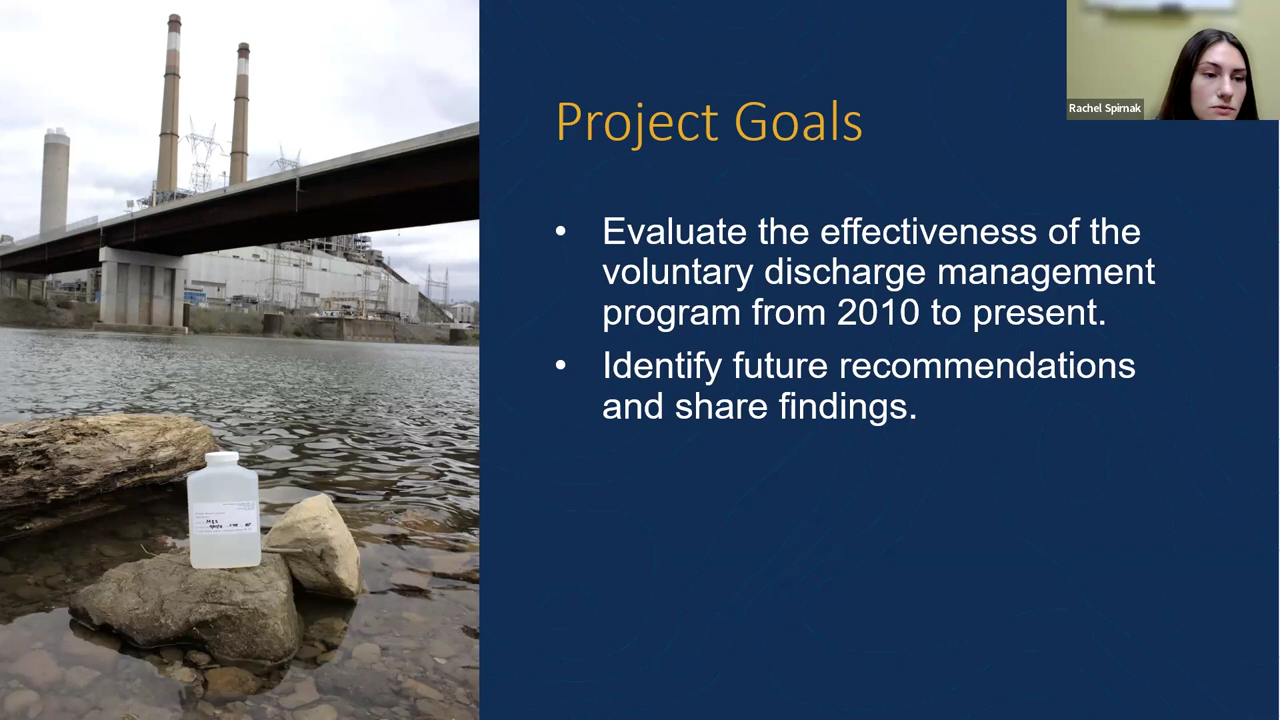 Project Goals
Rachel Spirnak
• Evaluate the effectiveness of the
voluntary discharge management
program from 2010 to present.
• Identify future recommendations
and share findings.